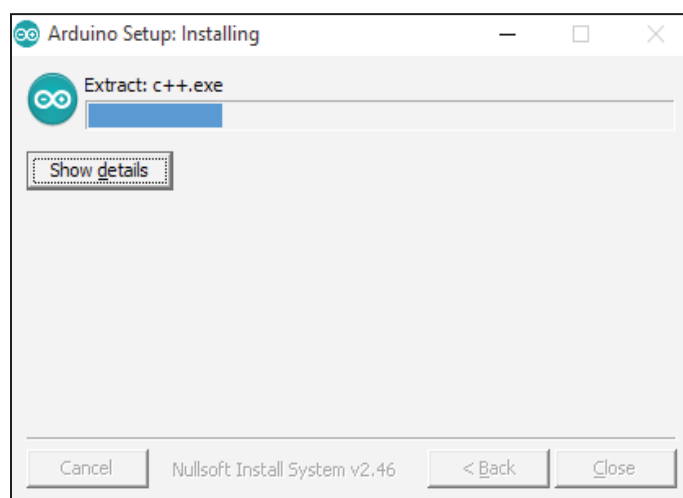 Arduino Setup: Installing
Extract: c++.exe
Show details
Cancel Nullsoft Install System v2.46 < Back Close